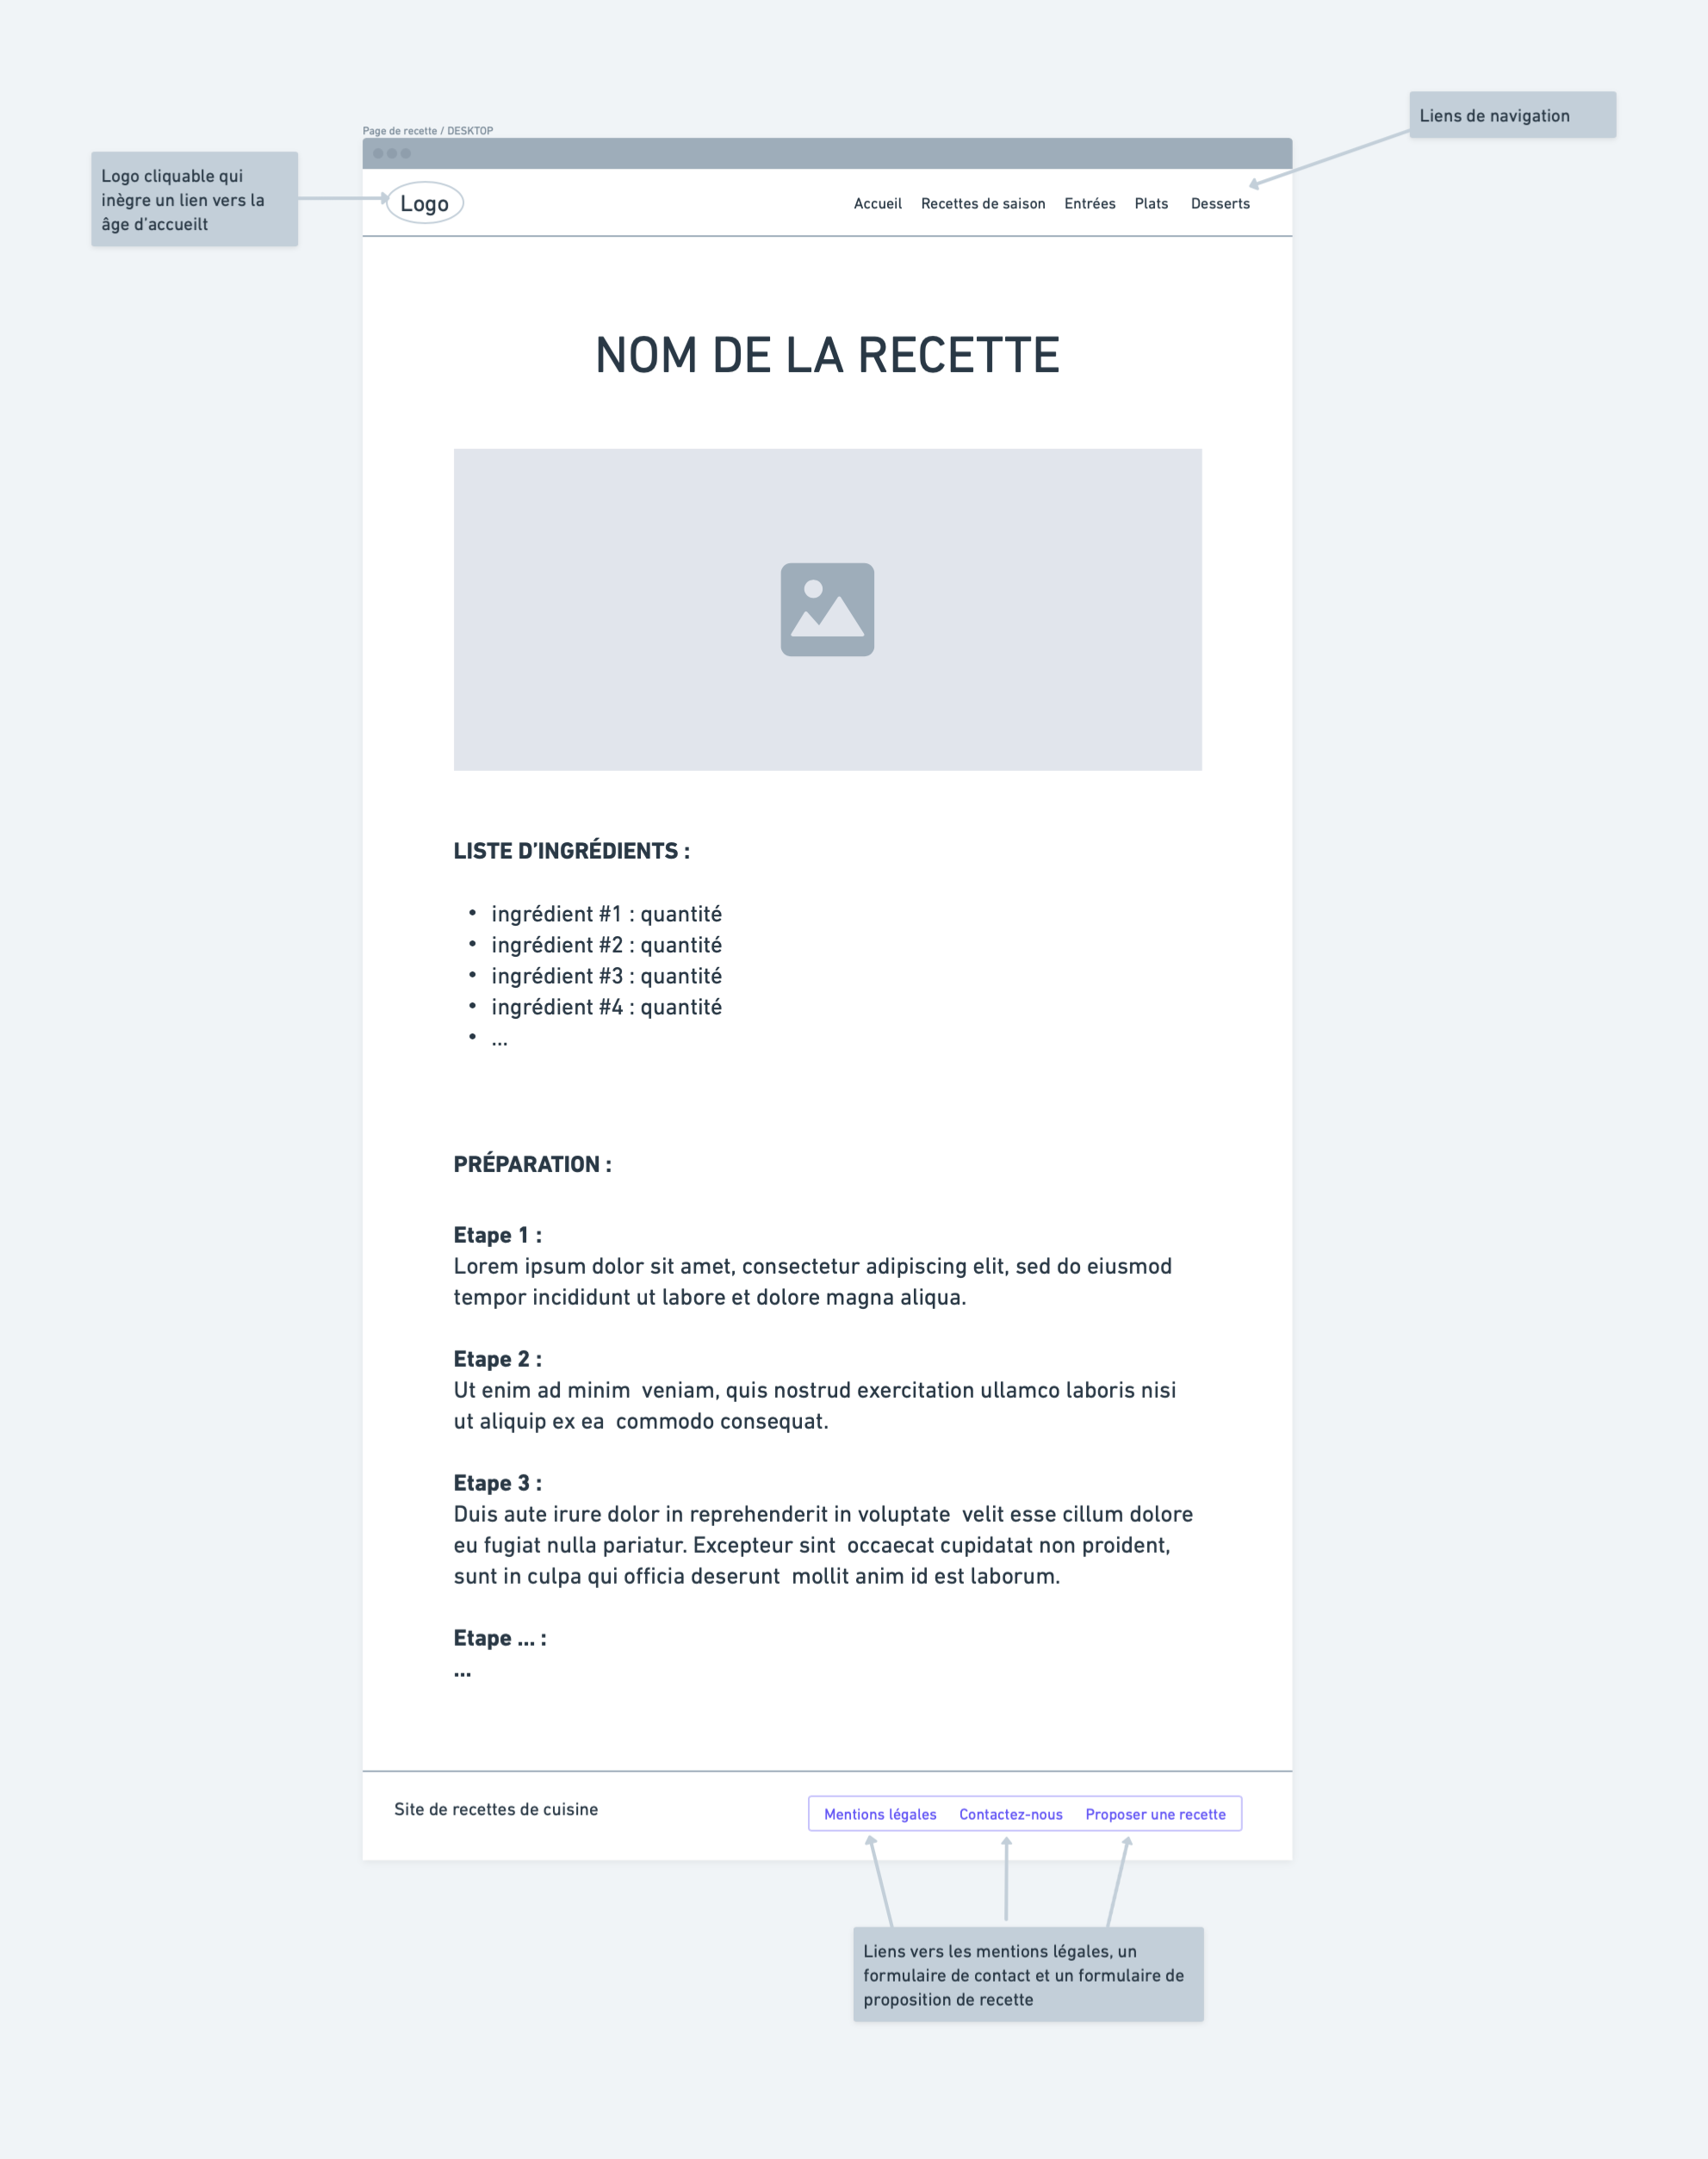 Liens de navigation
Page de recette / DESKTOP
Logo cliquable qui
inègre un lien vers la
âge d'accueilt
Logo
Accueil Recettes de saison Entrées Plats Desserts
NOM DE LA RECETTE
LISTE D’INGRÉDIENTS :
• ingrédient #1 : quantité
• ingrédient #2 : quantité
• ingrédient #3 : quantité
• ingrédient #4 : quantité
• ...
PRÉPARATION :
Etape 1 :
Lorem ipsum dolor sit amet, consectetur adipiscing elit, sed do eiusmod
tempor incididunt ut labore et dolore magna aliqua.
Etape 2 :
Ut enim ad minim  veniam, quis nostrud exercitation ullamco laboris nisi
ut aliquip ex ea  commodo consequat.
Etape 3 :
Duis aute irure dolor in reprehenderit in voluptate  velit esse cillum dolore
eu fugiat nulla pariatur. Excepteur sint  occaecat cupidatat non proident,
sunt in culpa qui officia deserunt  mollit anim id est laborum.
Etape ... :
...
Site de recettes de cuisine
Mentions légales Contactez-nous Proposer une recette
Liens vers les mentions légales, un
formulaire de contact et un formulaire de
proposition de recette